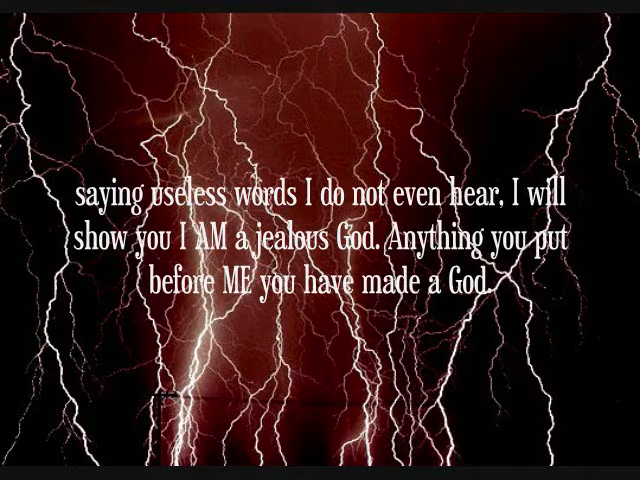 saying useless words I do not even hear, I will
show you I AM a jealous God. Anything you put
before ME you have made a God.